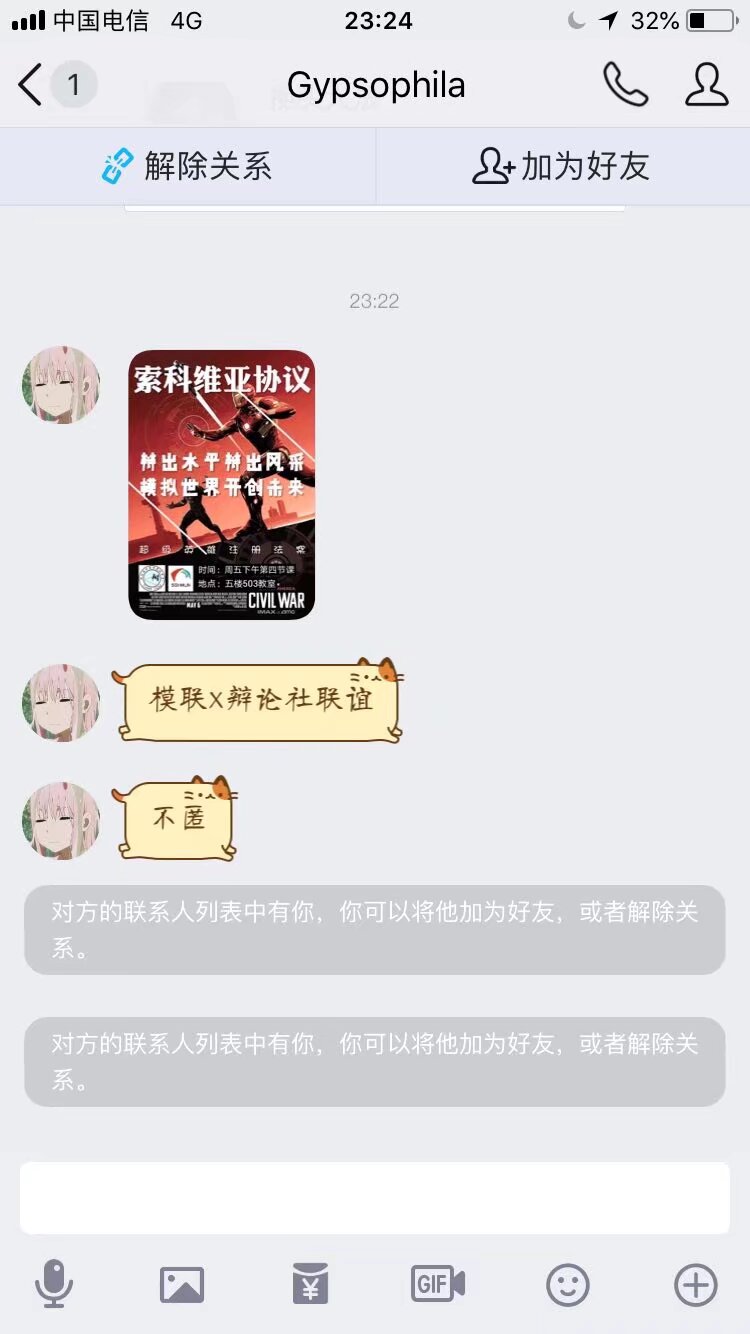 中国电信 4G 23:24 32%
1 Gypsophila
解除关系 加为好友
23:22
索科维亚协议
辩出水平辩出风采
模拟世界开创未来
超级英雄注册法案
时间：周五下午第四节课
地点：五楼503教室
CIVIL WAR
MAY 6
模联X辩论社联谊
不匿
对方的联系人列表中有你，你可以将他加为好友，或者解除关
系。
对方的联系人列表中有你，你可以将他加为好友，或者解除关
系。
GIF